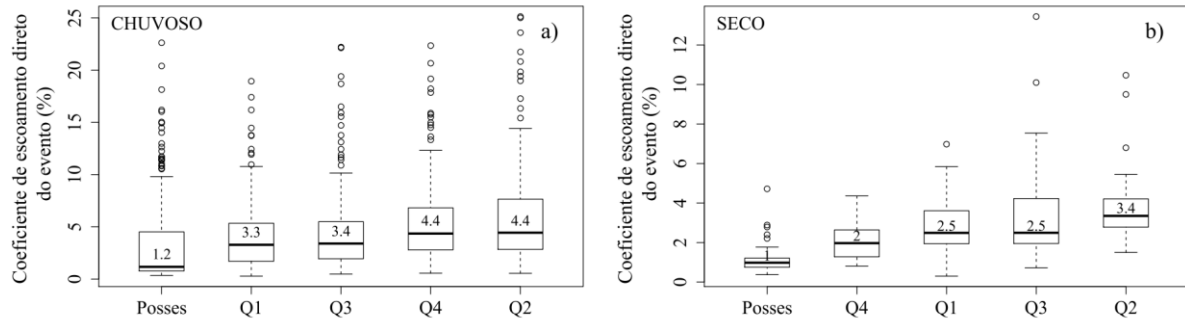 Coeficiente de escoamento direto
do evento (%)
CHUVOSO
a)
25
20
15
10
5
0
1.2
3.3
3.4
4.4
4.4
Posses Q1 Q3 Q4 Q2
Coeficiente de escoamento direto
do evento (%)
SECO
b)
12
10
8
6
4
2
0
1
2
2.5
2.5
3.4
Posses Q4 Q1 Q3 Q2